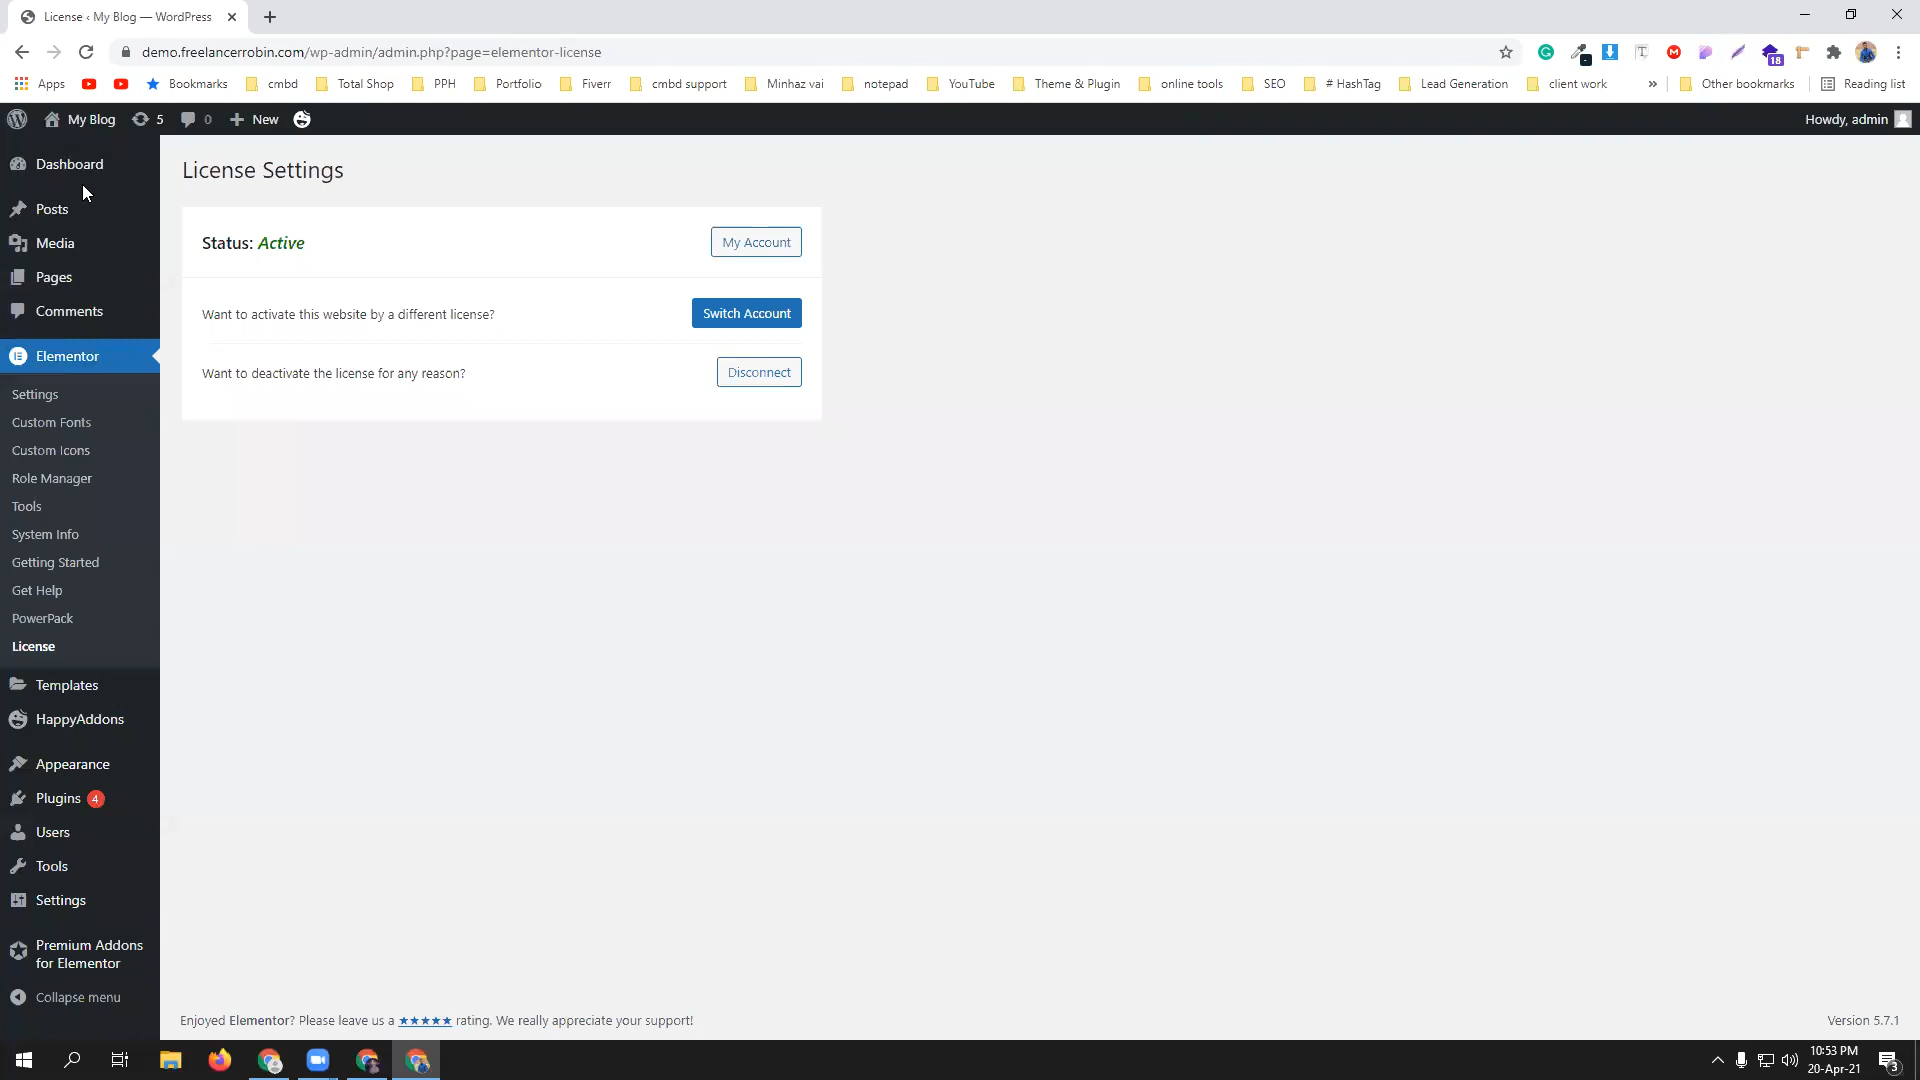 License ‹ My Blog — WordPress
demo.freelancerrobin.com/wp-admin/admin.php?page=elementor-license
18
Apps
Bookmarks
cmbd
Total Shop
PPH
Portfolio
Fiverr
cmbd support
Minhaz vai
notepad
YouTube
Theme & Plugin
online tools
SEO
# HashTag
Lead Generation
client work
»
Other bookmarks
Reading list
My Blog
5
0
New
Howdy, admin
Dashboard
Posts
Media
Pages
Comments
Elementor
Settings
Custom Fonts
Custom Icons
Role Manager
Tools
System Info
Getting Started
Get Help
PowerPack
License
Templates
HappyAddons
Appearance
Plugins 4
Users
Tools
Settings
Premium Addons
for Elementor
Collapse menu
License Settings
Status: Active
My Account
Want to activate this website by a different license?
Switch Account
Want to deactivate the license for any reason?
Disconnect
Enjoyed Elementor? Please leave us a ★★★★★ rating. We really appreciate your support!
Version 5.7.1
10:53 PM
20-Apr-21
3